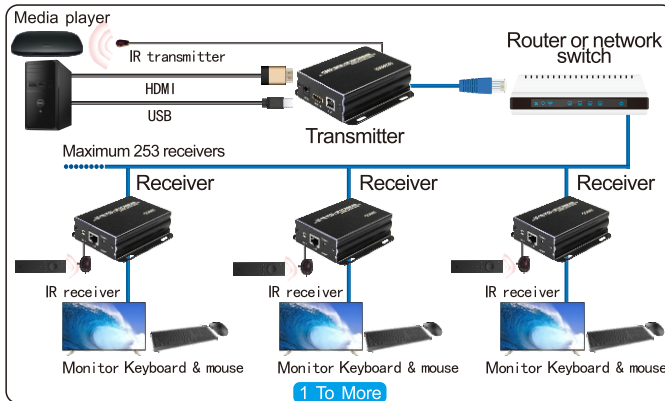 Media player
IR transmitter
HDMI
USB
Transmitter
Router or network
switch
Maximum 253 receivers
Receiver
Receiver
Receiver
IR receiver
IR receiver
IR receiver
Monitor Keyboard & mouse
Monitor Keyboard & mouse
Monitor Keyboard & mouse
1 To More